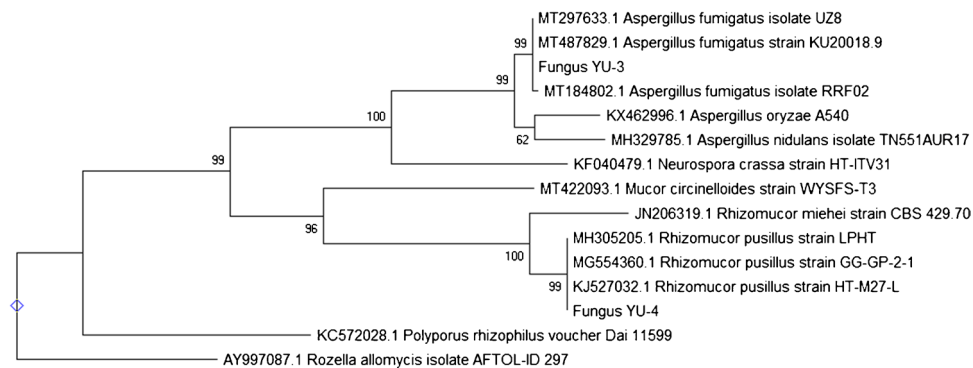 MT297633.1 Aspergillus fumigatus isolate UZ8
99
MT487829.1 Aspergillus fumigatus strain KU20018.9
Fungus YU-3
99
MT184802.1 Aspergillus fumigatus isolate RRF02
100
KX462996.1 Aspergillus oryzae A540
62
MH329785.1 Aspergillus nidulans isolate TN551AUR17
99
KF040479.1 Neurospora crassa strain HT-ITV31
MT422093.1 Mucor circinelloides strain WYSFS-T3
96
JN206319.1 Rhizomucor miehei strain CBS 429.70
100
MH305205.1 Rhizomucor pusillus strain LPHT
MG554360.1 Rhizomucor pusillus strain GG-GP-2-1
99
KJ527032.1 Rhizomucor pusillus strain HT-M27-L
Fungus YU-4
KC572028.1 Polyporus rhizophilus voucher Dai 11599
AY997087.1 Rozella allomycis isolate AFTOL-ID 297